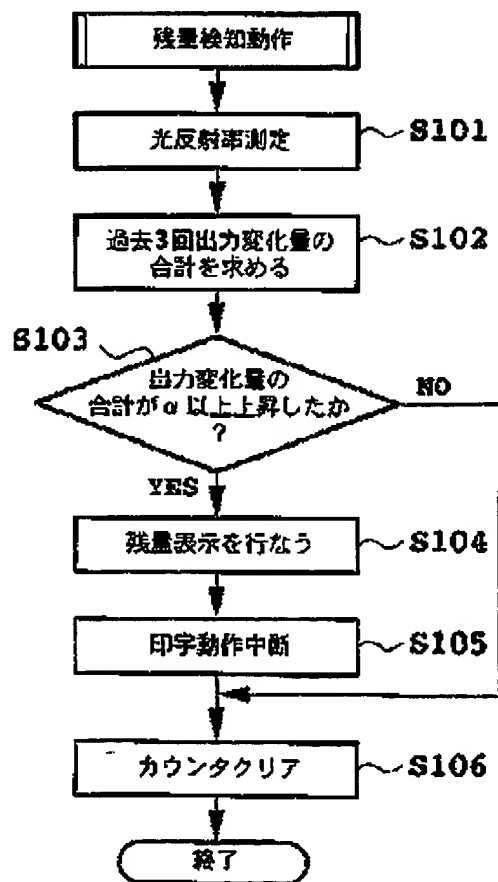 残量検知動作
光反射率測定
S101
過去3回出力変化量の
合計を求める
S102
S103
出力変化量の
合計がα以上上昇したか
?
NO
YES
残量表示を行なう
S104
印字動作中断
S105
カウンタクリア
S106
終了